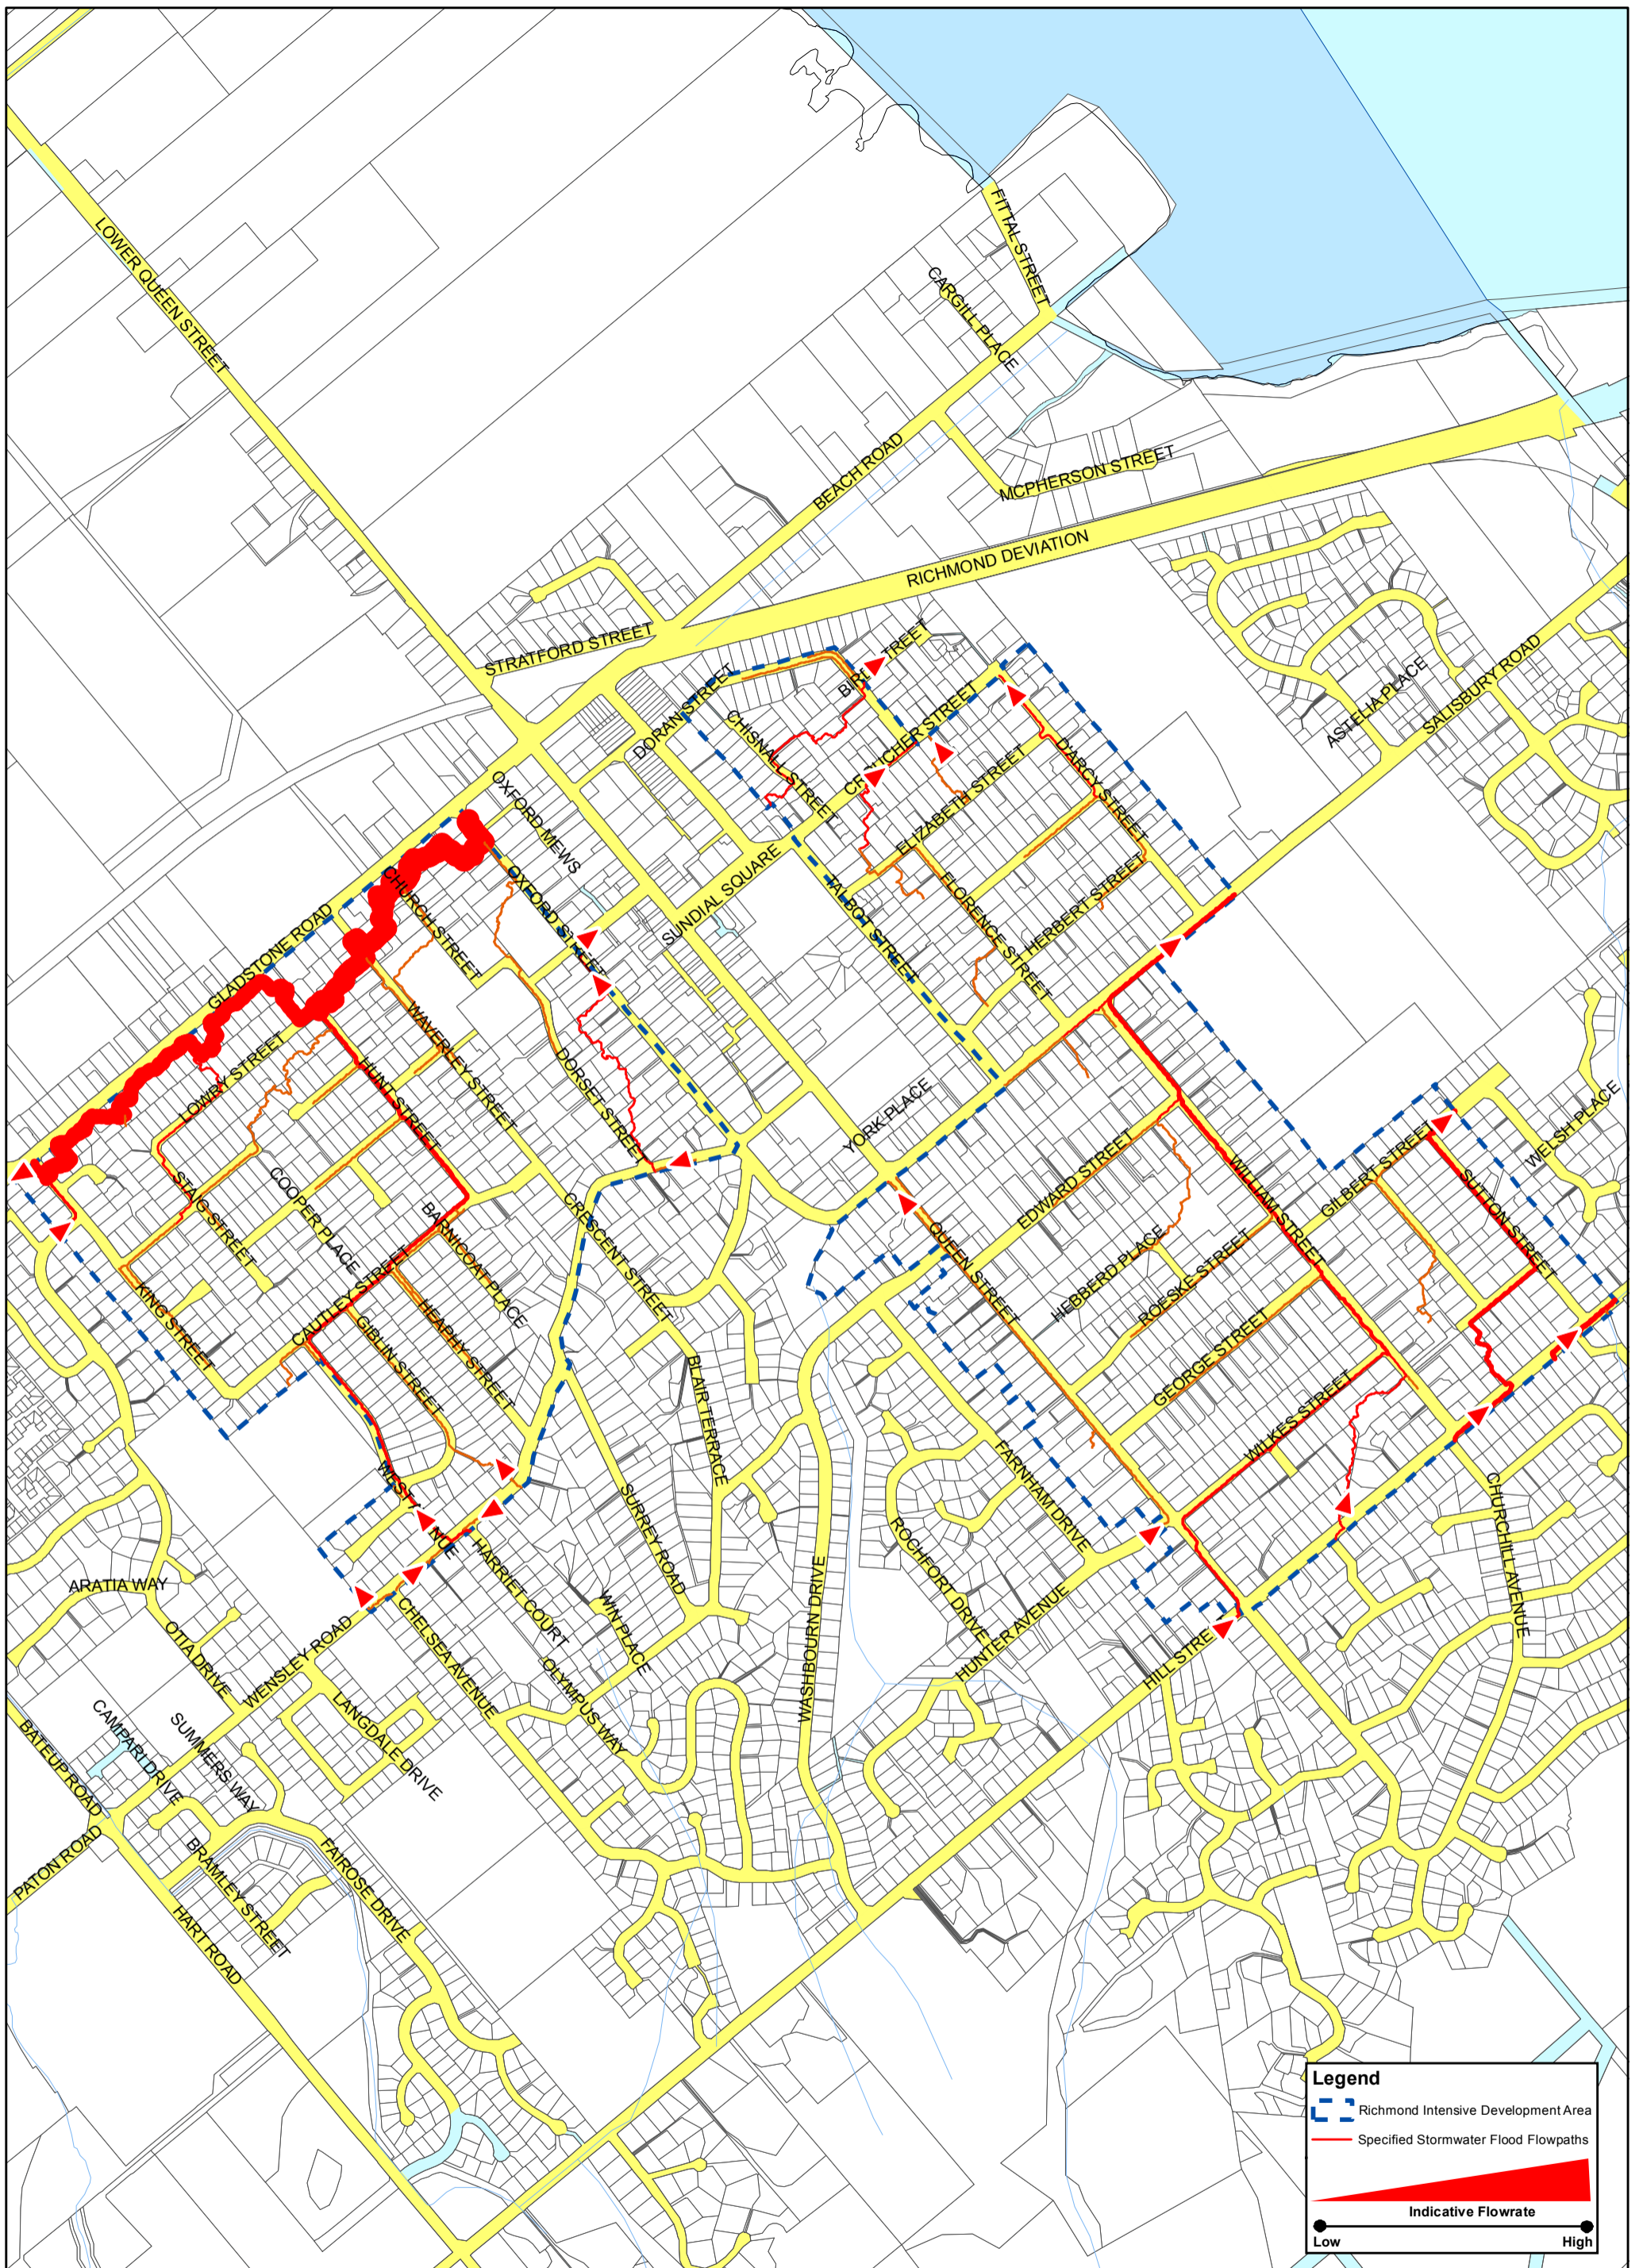 FITTAL STREET
LOWER QUEEN STREET
CARGILL PLACE
BEACH ROAD
MCPHERSON STREET
RICHMOND DEVIATION
STRATFORD STREET
DORAN STREET
CHISNALL STREET
D'ARCY STREET
ASTELIA PLACE
SALISBURY ROAD
OXFORD MEWS
ELIZABETH STREET
SUNDIAL SQUARE
CHURCH STREET
OXFORD STREET
TALBOT STREET
FLORENCE STREET
HERBERT STREET
GLADSTONE ROAD
WAVERLEY STREET
LOWRY STREET
HUNT STREET
DORSET STREET
YORK PLACE
WELSH PLACE
STAIG STREET
COOPER PLACE
BARNICOAT PLACE
CRESCENT STREET
EDWARD STREET
WILLIAM STREET
GILBERT STREET
SUTTON STREET
QUEEN STREET
HEBBERD PLACE
ROESKE STREET
KING STREET
CAUTLEY STREET
GIBLIN STREET
HEAPHY STREET
GEORGE STREET
BLAIR TERRACE
WILKES STREET
FARNHAM DRIVE
SURREY ROAD
ROCHFORT DRIVE
CHURCHILL AVENUE
HARRIET COURT
WIN PLACE
WASHBOURN DRIVE
HUNTER AVENUE
ARATIA WAY
OTIA DRIVE
CHELSEA AVENUE
WENSLEY ROAD
OLYMPUS WAY
LANGDALE DRIVE
CAMPARI DRIVE
SUMMERS WAY
BATEUP ROAD
PATON ROAD
BRAMLEY STREET
FAIROSE DRIVE
HART ROAD
Legend
Richmond Intensive Development Area
Specified Stormwater Flood Flowpaths
Indicative Flowrate
Low High